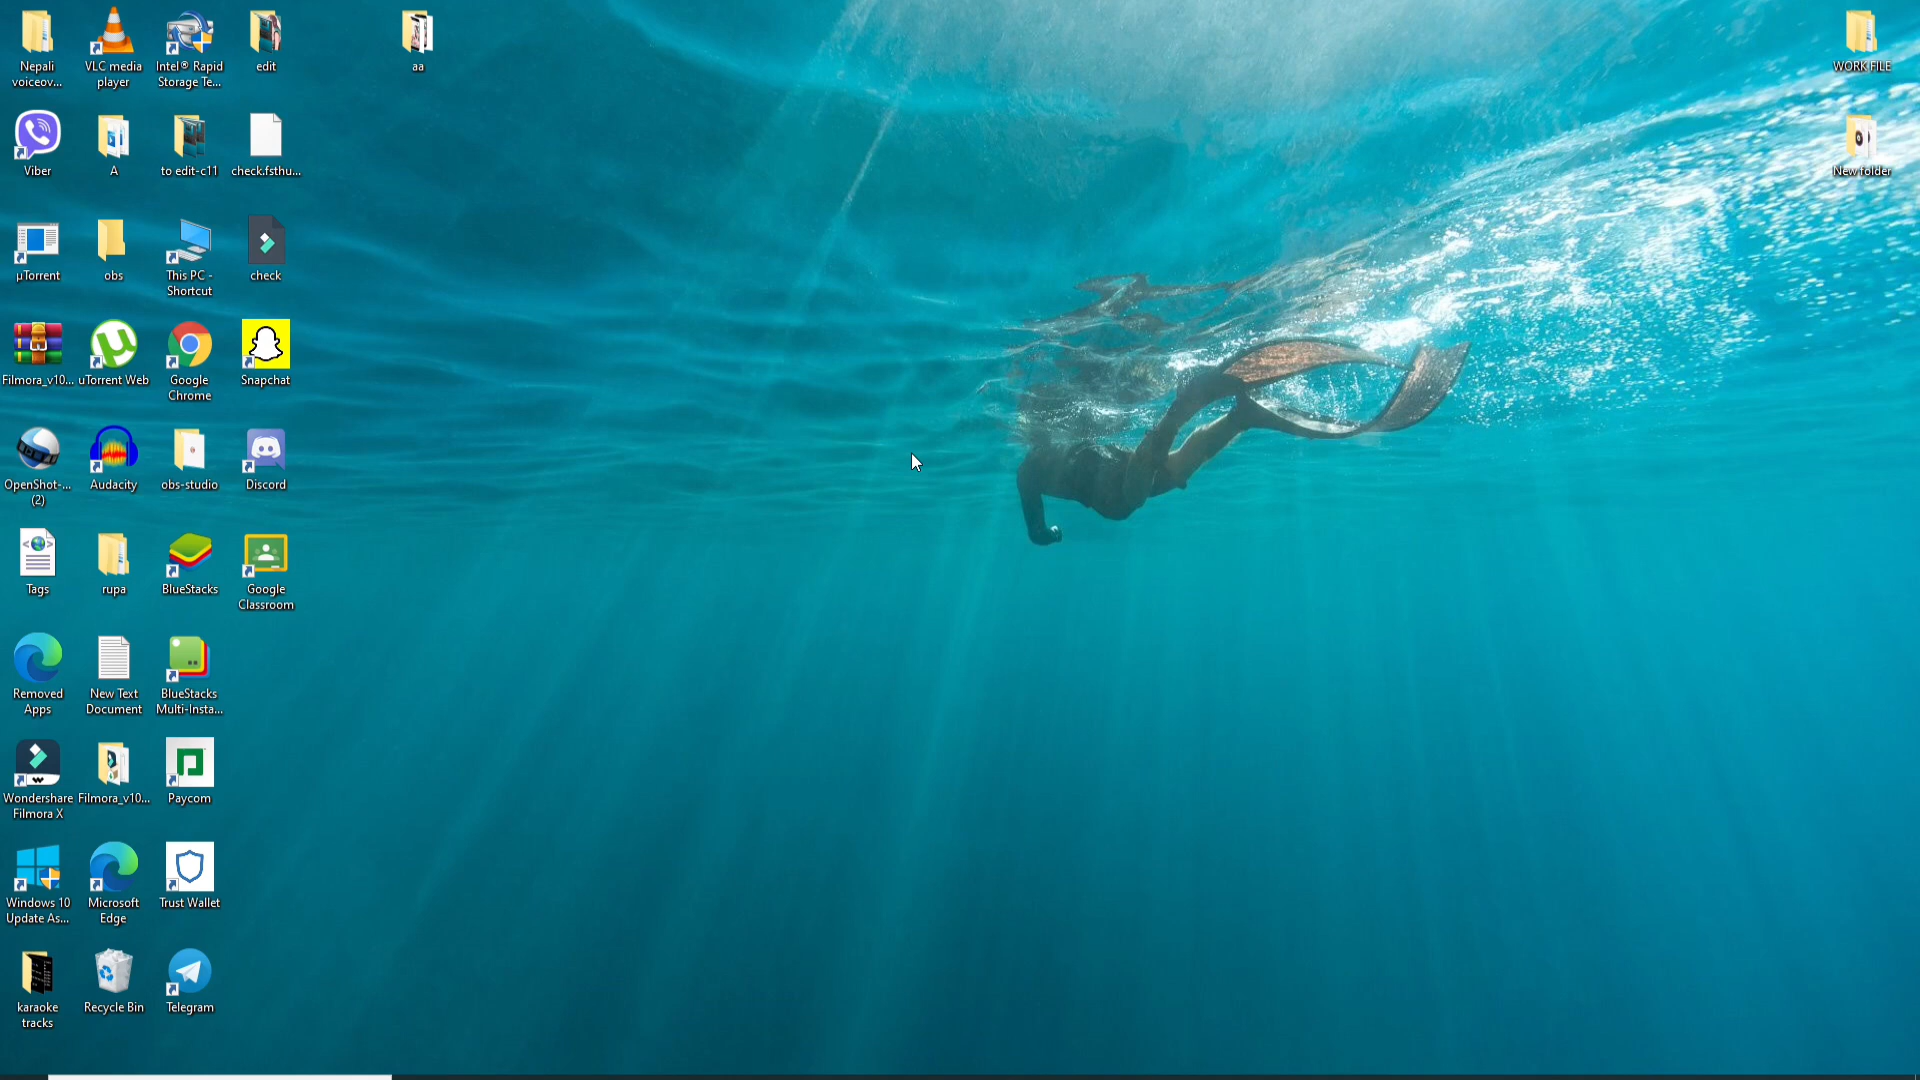 Nepali
voiceov...
VLC media
player
Intel® Rapid
Storage Te...
edit
aa
WORK FILE
Viber
A
to edit-c11
check.fsthu...
New folder
µTorrent
obs
This PC -
Shortcut
check
Filmora_v10...
uTorrent Web
Google
Chrome
Snapchat
OpenShot-...
(2)
Audacity
obs-studio
Discord
Tags
rupa
BlueStacks
Google
Classroom
Removed
Apps
New Text
Document
BlueStacks
Multi-Insta...
Wondershare
Filmora X
Filmora_v10...
Paycom
Windows 10
Update As...
Microsoft
Edge
Trust Wallet
karaoke
tracks
Recycle Bin
Telegram